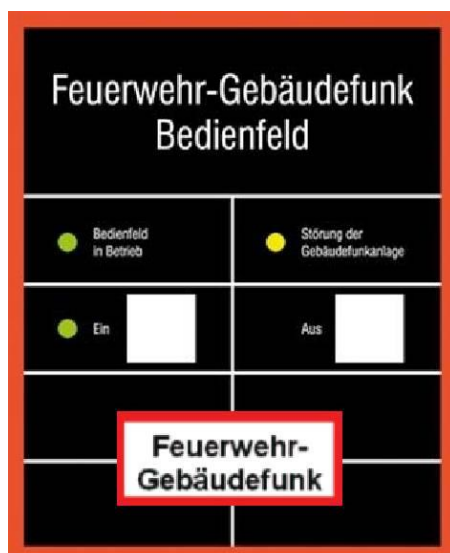 Feuerwehr-Gebäudefunk
Bedienfeld
Bedienfeld
in Betrieb
Störung der
Gebäudefunkanlage
Ein
Aus
Feuerwehr-
Gebäudefunk